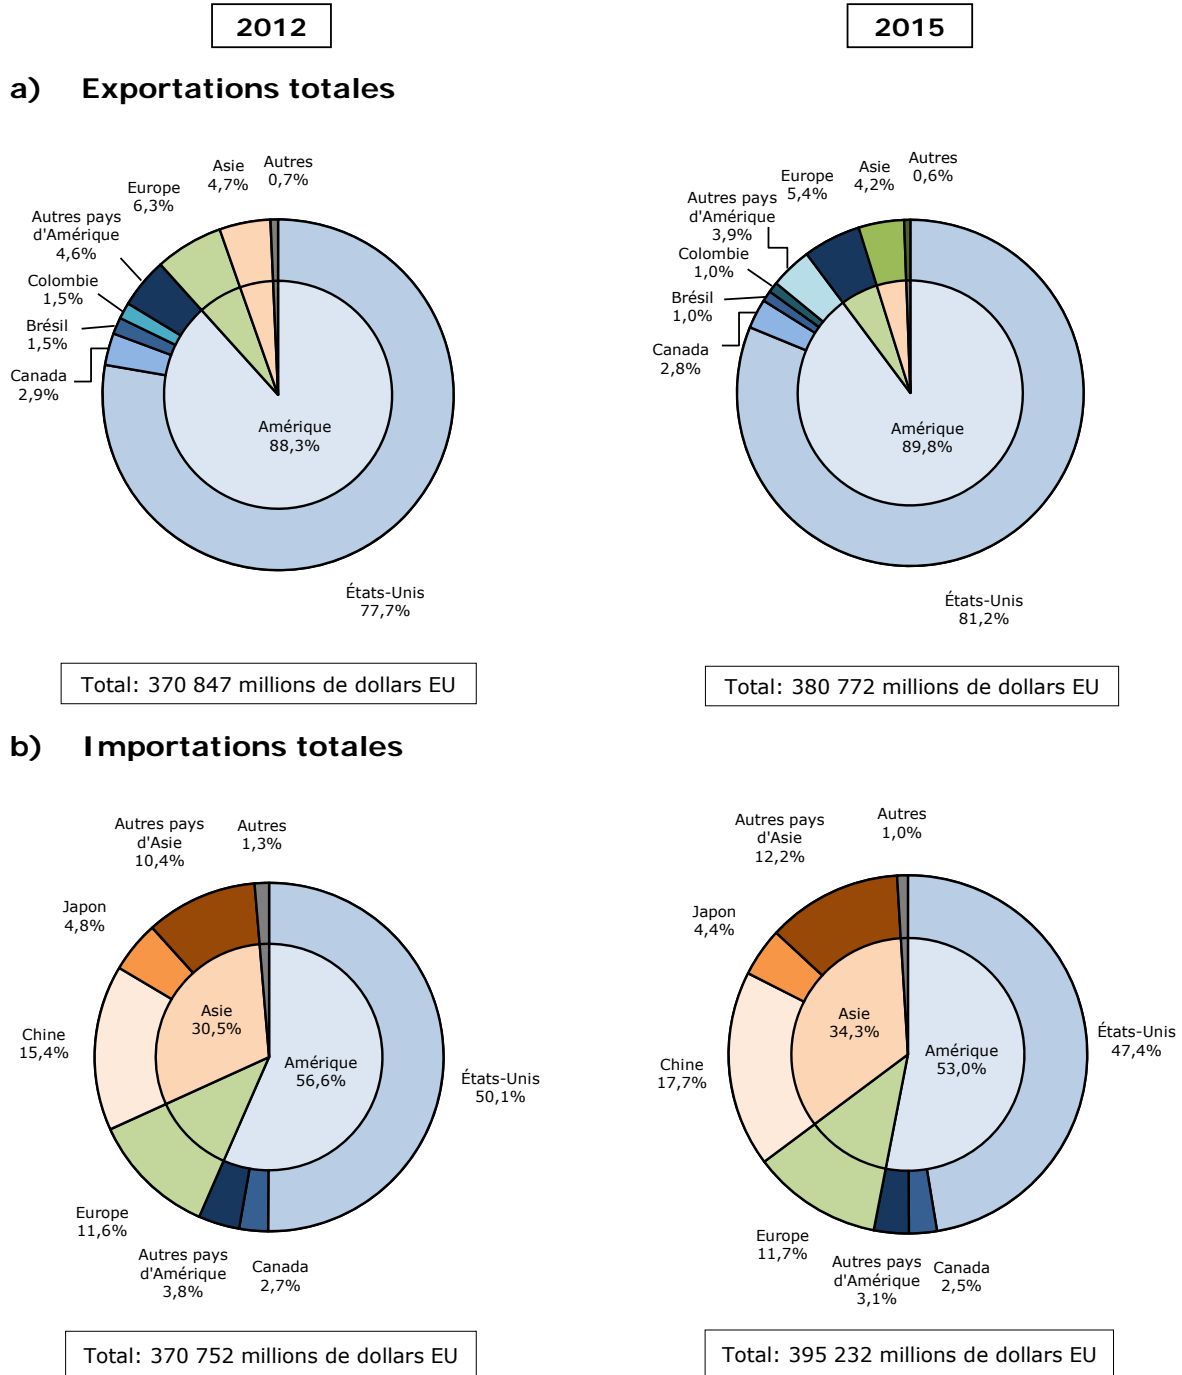 2012
2015
a) Exportations totales
Autres
0,7%
Asie
4,7%
Europe
6,3%
Autres pays
d'Amérique
4,6%
Colombie
1,5%
Brésil
1,5%
Canada
2,9%
Amérique
88,3%
États-Unis
77,7%
Total: 370 847 millions de dollars EU
Autres
0,6%
Asie
4,2%
Europe
5,4%
Autres pays
d'Amérique
3,9%
Colombie
1,0%
Brésil
1,0%
Canada
2,8%
Amérique
89,8%
États-Unis
81,2%
Total: 380 772 millions de dollars EU
b) Importations totales
Autres pays
d'Asie
10,4%
Autres
1,3%
Japon
4,8%
Asie
30,5%
Chine
15,4%
Amérique
56,6%
États-Unis
50,1%
Europe
11,6%
Autres pays
d'Amérique
3,8%
Canada
2,7%
Total: 370 752 millions de dollars EU
Autres pays
d'Asie
12,2%
Autres
1,0%
Japon
4,4%
Asie
34,3%
Chine
17,7%
Amérique
53,0%
États-Unis
47,4%
Europe
11,7%
Autres pays
d'Amérique
3,1%
Canada
2,5%
Total: 395 232 millions de dollars EU